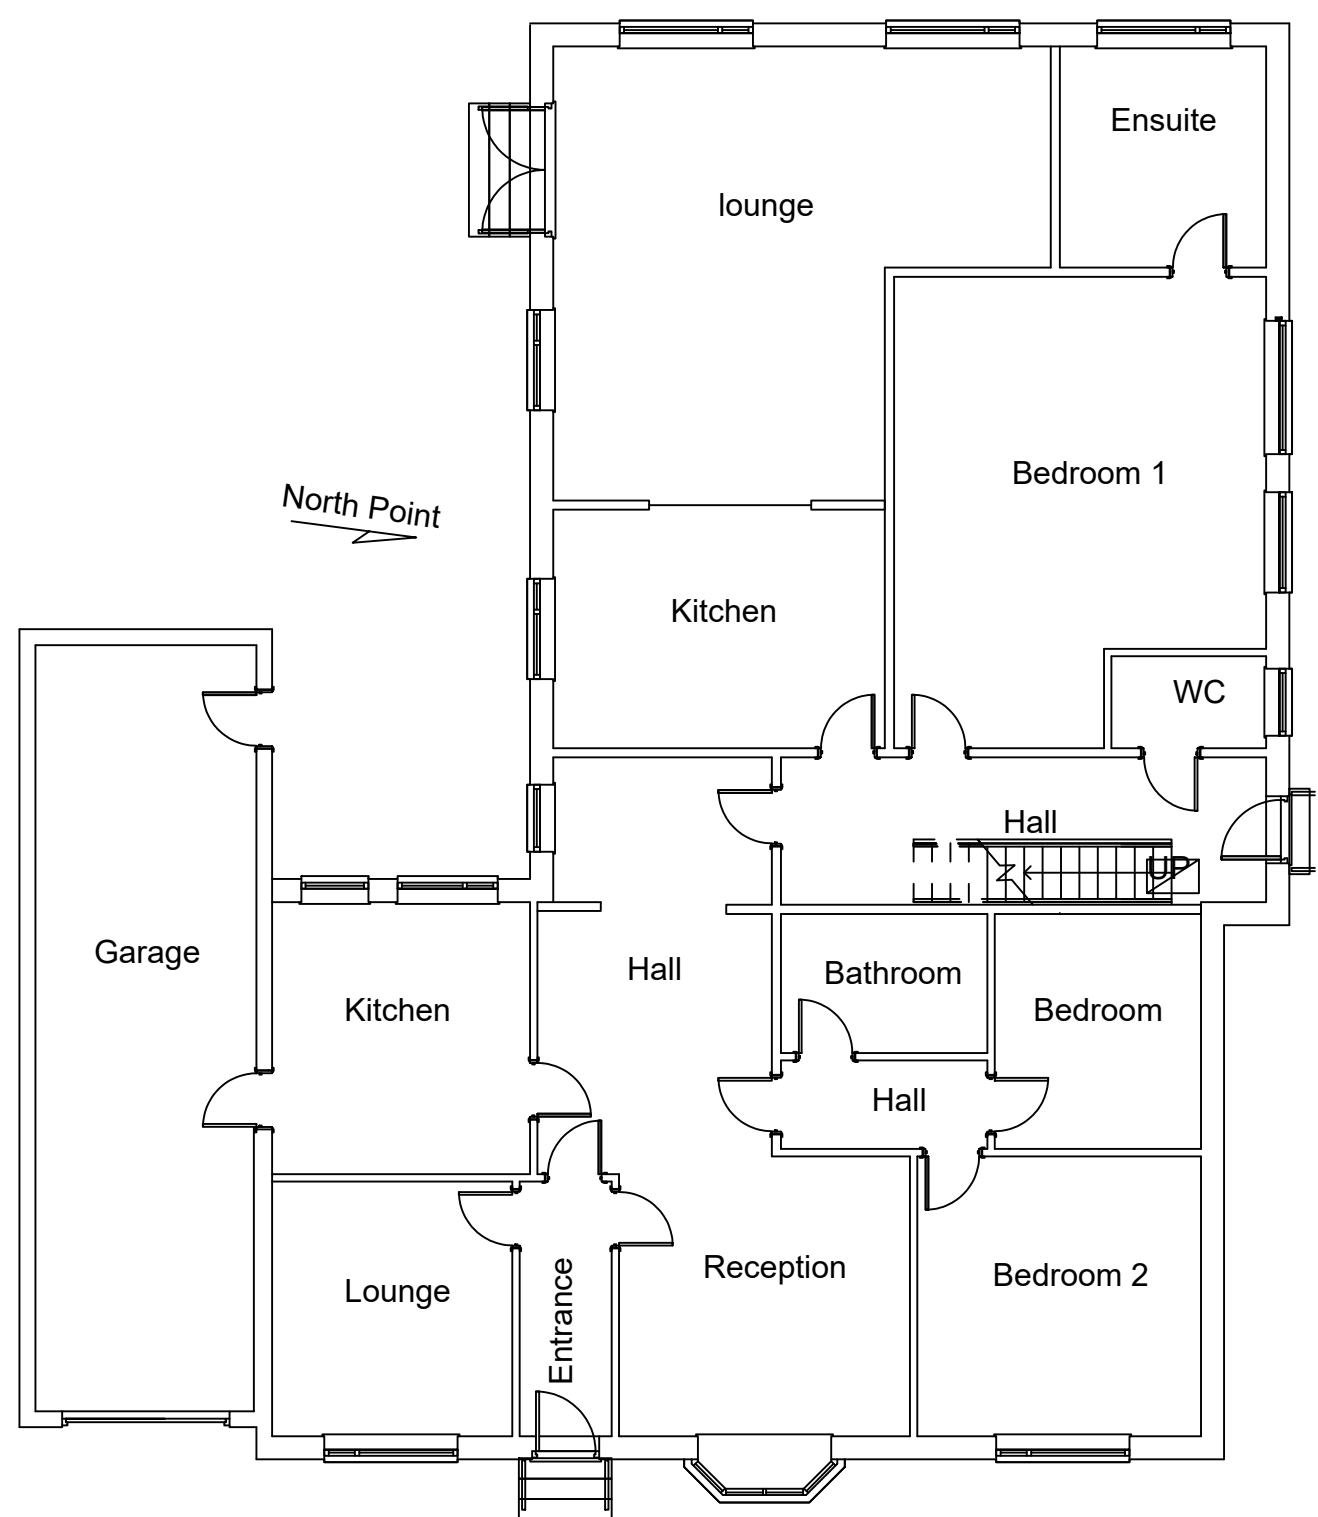 Ensuite
lounge
Bedroom 1
North Point
Kitchen
WC
Hall
UP
Garage
Hall
Bathroom
Kitchen
Bedroom
Hall
Reception
Bedroom 2
Lounge
Entrance